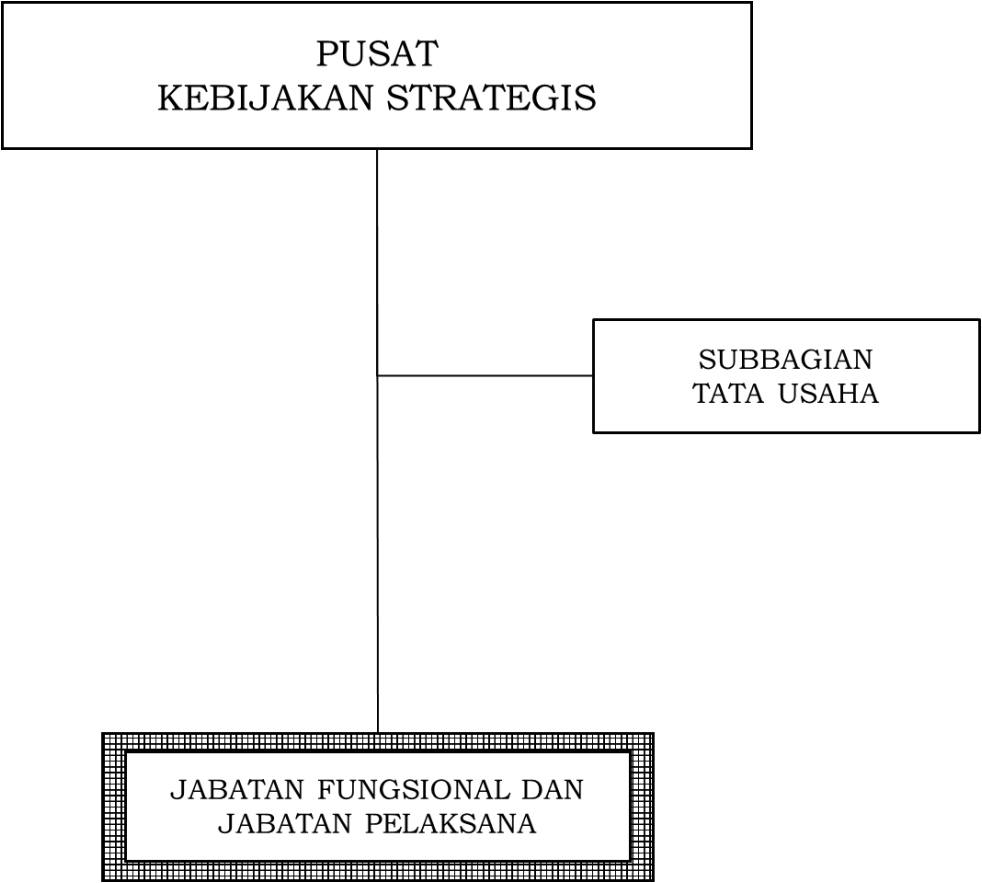 PUSAT
KEBIJAKAN STRATEGIS
SUBBAGIAN
TATA USAHA
JABATAN FUNGSIONAL DAN
JABATAN PELAKSANA